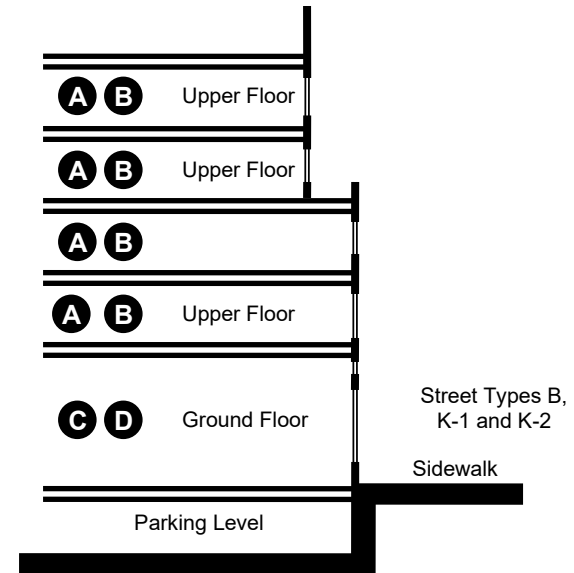 A B Upper Floor
A B Upper Floor
A B
A B Upper Floor
C D Ground Floor
Street Types B,
K-1 and K-2
Sidewalk
Parking Level